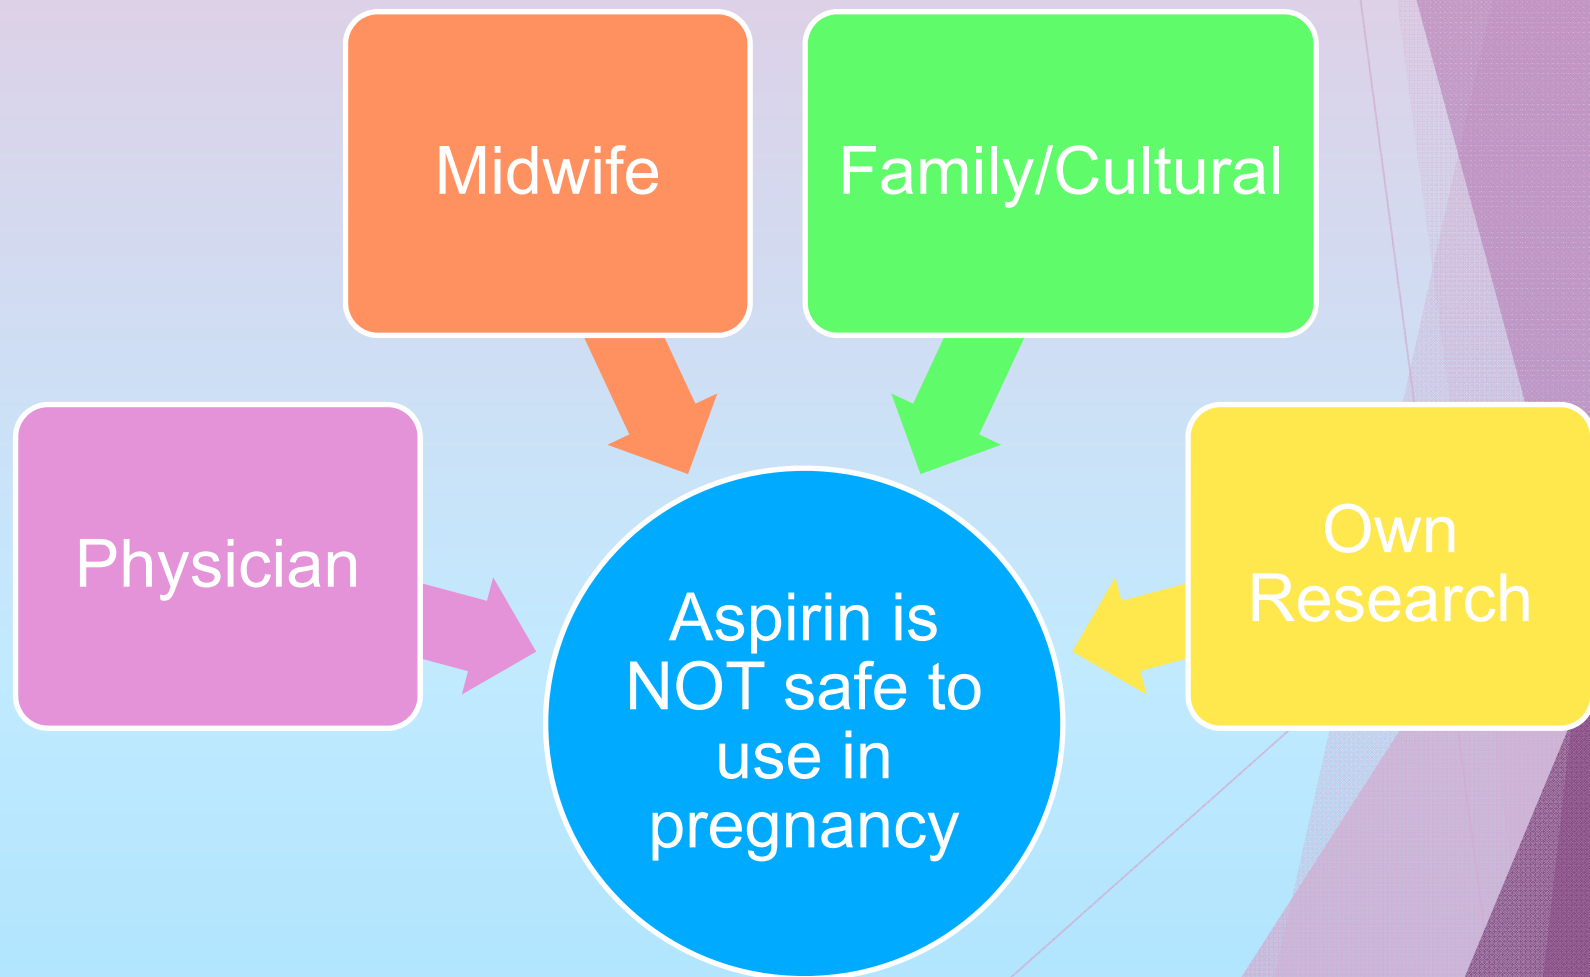 Midwife
Family/Cultural
Physician
Own
Research
Aspirin is
NOT safe to
use in
pregnancy